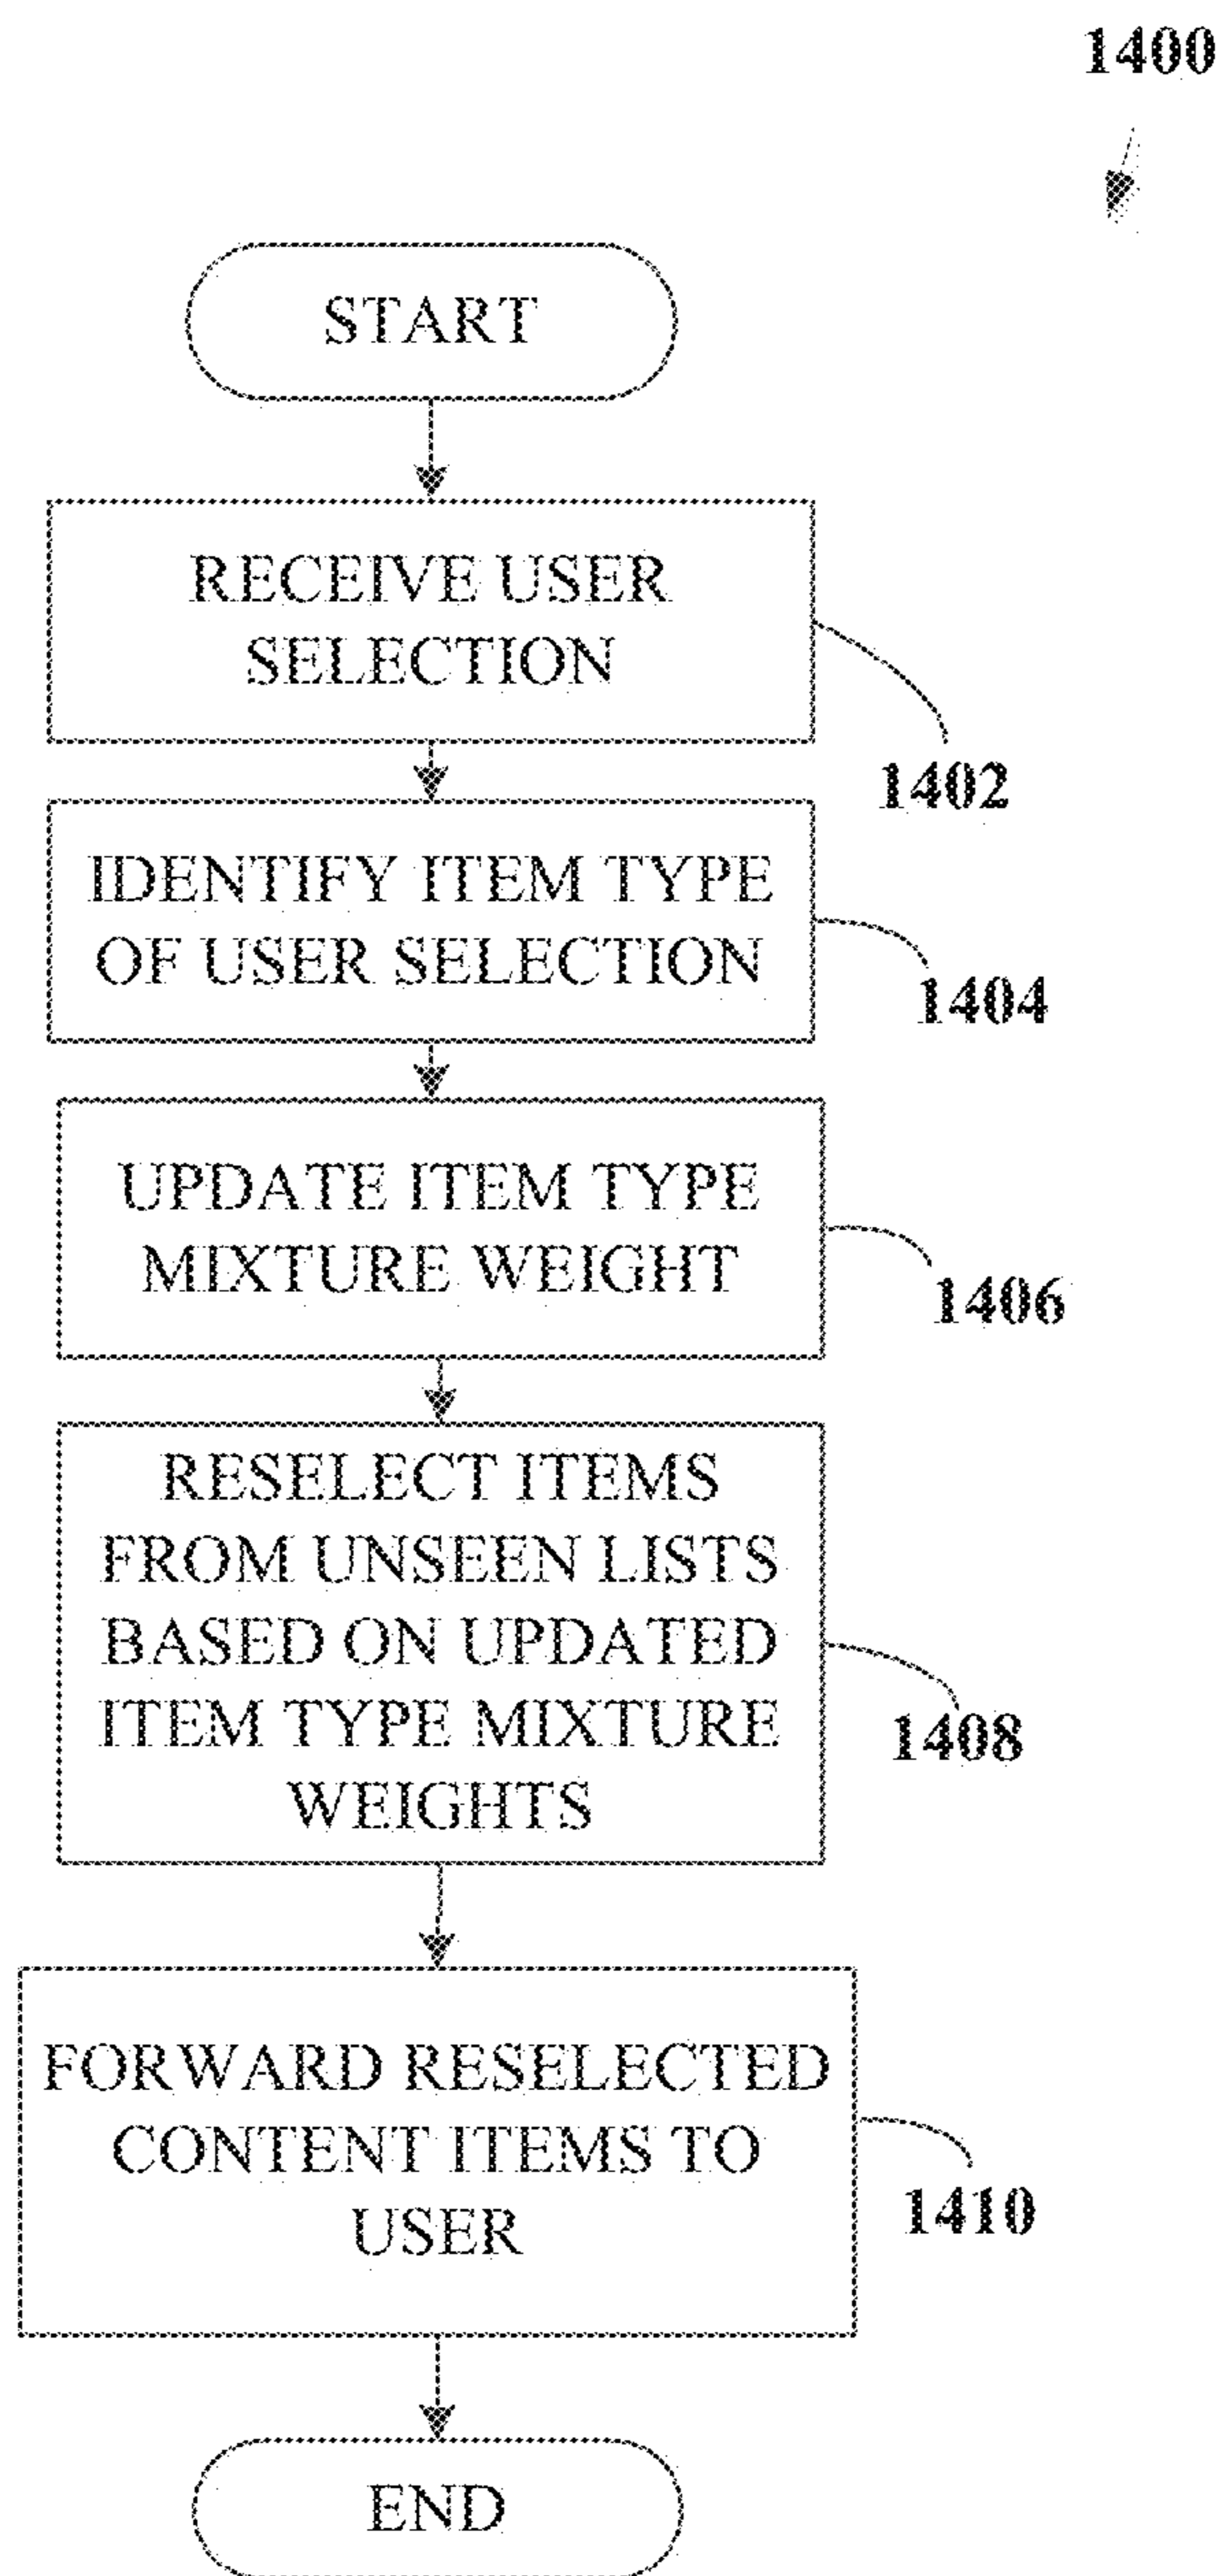 1400
START
RECEIVE USER
SELECTION
1402
IDENTIFY ITEM TYPE
OF USER SELECTION
1404
UPDATE ITEM TYPE
MIXTURE WEIGHT
1406
RESELECT ITEMS
FROM UNSEEN LISTS
BASED ON UPDATED
ITEM TYPE MIXTURE
WEIGHTS
1408
FORWARD RESELECTED
CONTENT ITEMS TO
USER
1410
END